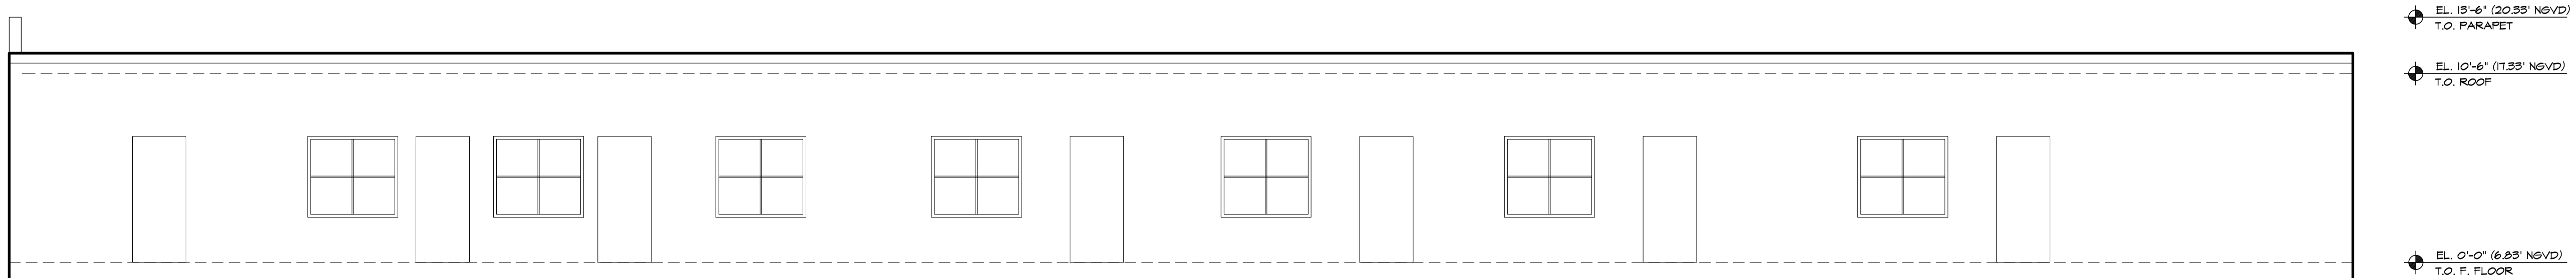 EL. 13'-6" (20.33' NGVD)
T.O. PARAPET
EL. 10'-6" (17.33' NGVD)
T.O. ROOF
EL. 0'-0" (6.83' NGVD)
T.O. F. FLOOR